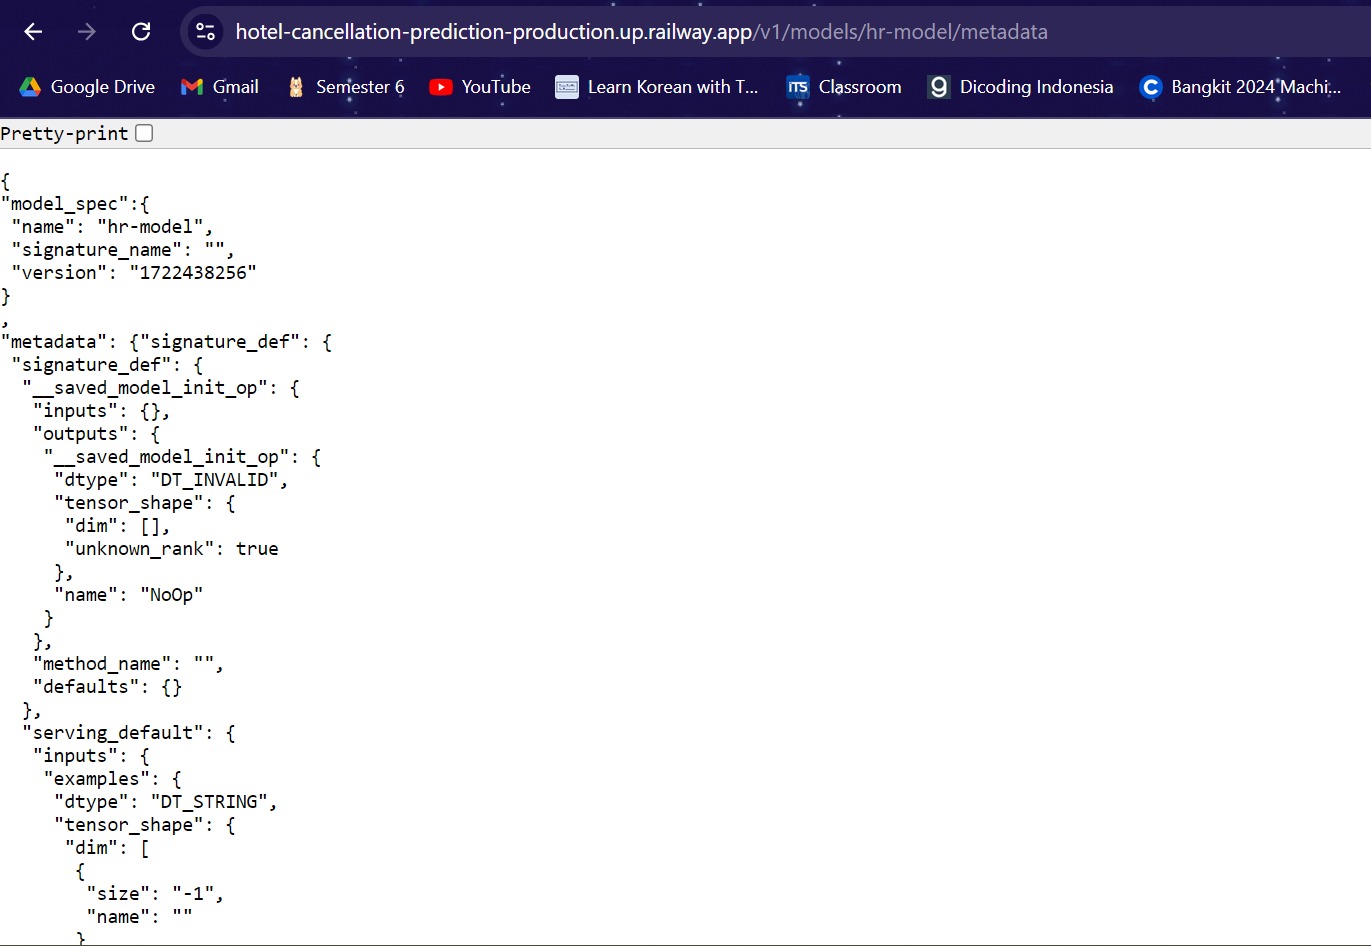 hotel-cancellation-prediction-production.up.railway.app/v1/models/hr-model/metadata
Google Drive Gmail Semester 6 YouTube Learn Korean with T... ITS Classroom Dicoding Indonesia Bangkit 2024 Machi...
Pretty-print
{
"model_spec":{
 "name": "hr-model",
 "signature_name": "",
 "version": "1722438256"
}
,
"metadata": {"signature_def": {
 "signature_def": {
  "__saved_model_init_op": {
   "inputs": {},
   "outputs": {
    "__saved_model_init_op": {
     "dtype": "DT_INVALID",
     "tensor_shape": {
      "dim": [],
      "unknown_rank": true
     },
     "name": "NoOp"
    }
   },
   "method_name": "",
   "defaults": {}
  },
  "serving_default": {
   "inputs": {
    "examples": {
     "dtype": "DT_STRING",
     "tensor_shape": {
      "dim": [
       {
        "size": "-1",
        "name": ""
       }